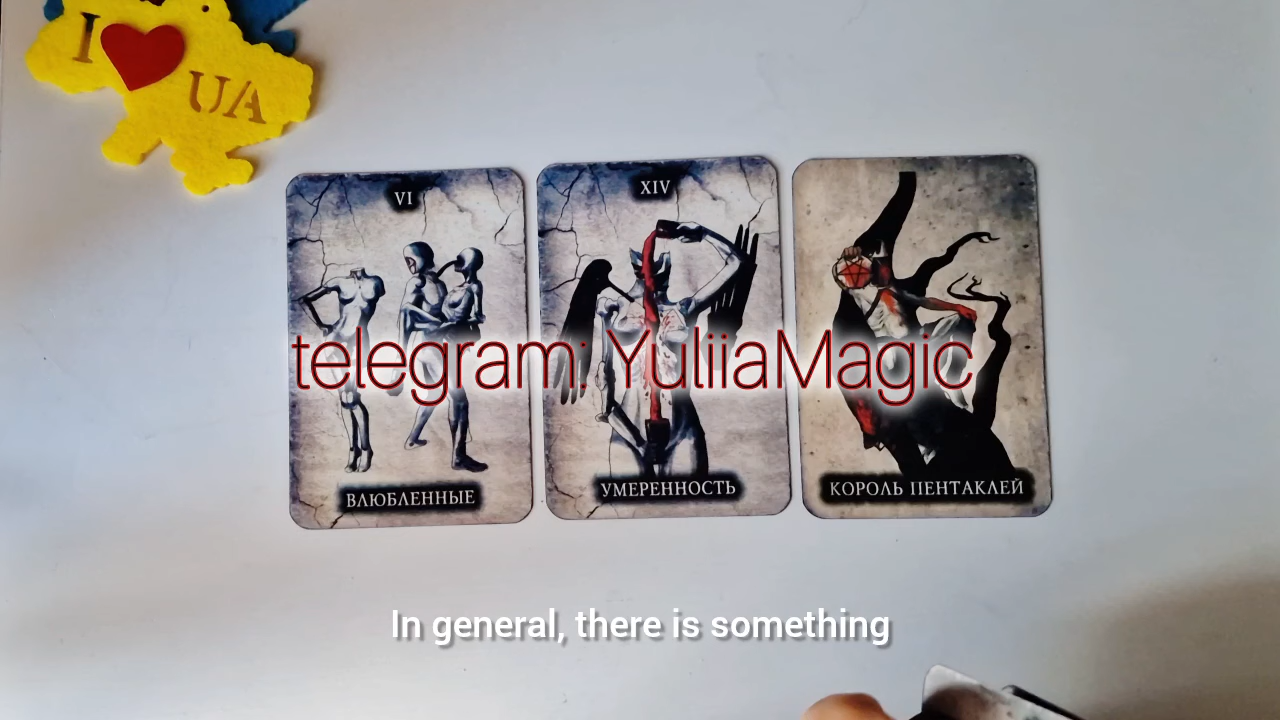 I UA
VI
XIV
telegram: YuliiaMagic
ВЛЮБЛЕННЫЕ
УМЕРЕННОСТЬ
КОРОЛЬ ПЕНТАКЛЕЙ
In general, there is something